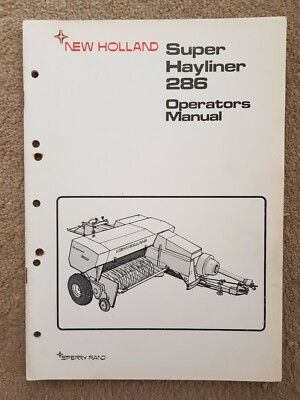 NEW HOLLAND
Super
Hayliner
286
Operators
Manual
SPERRY RAND